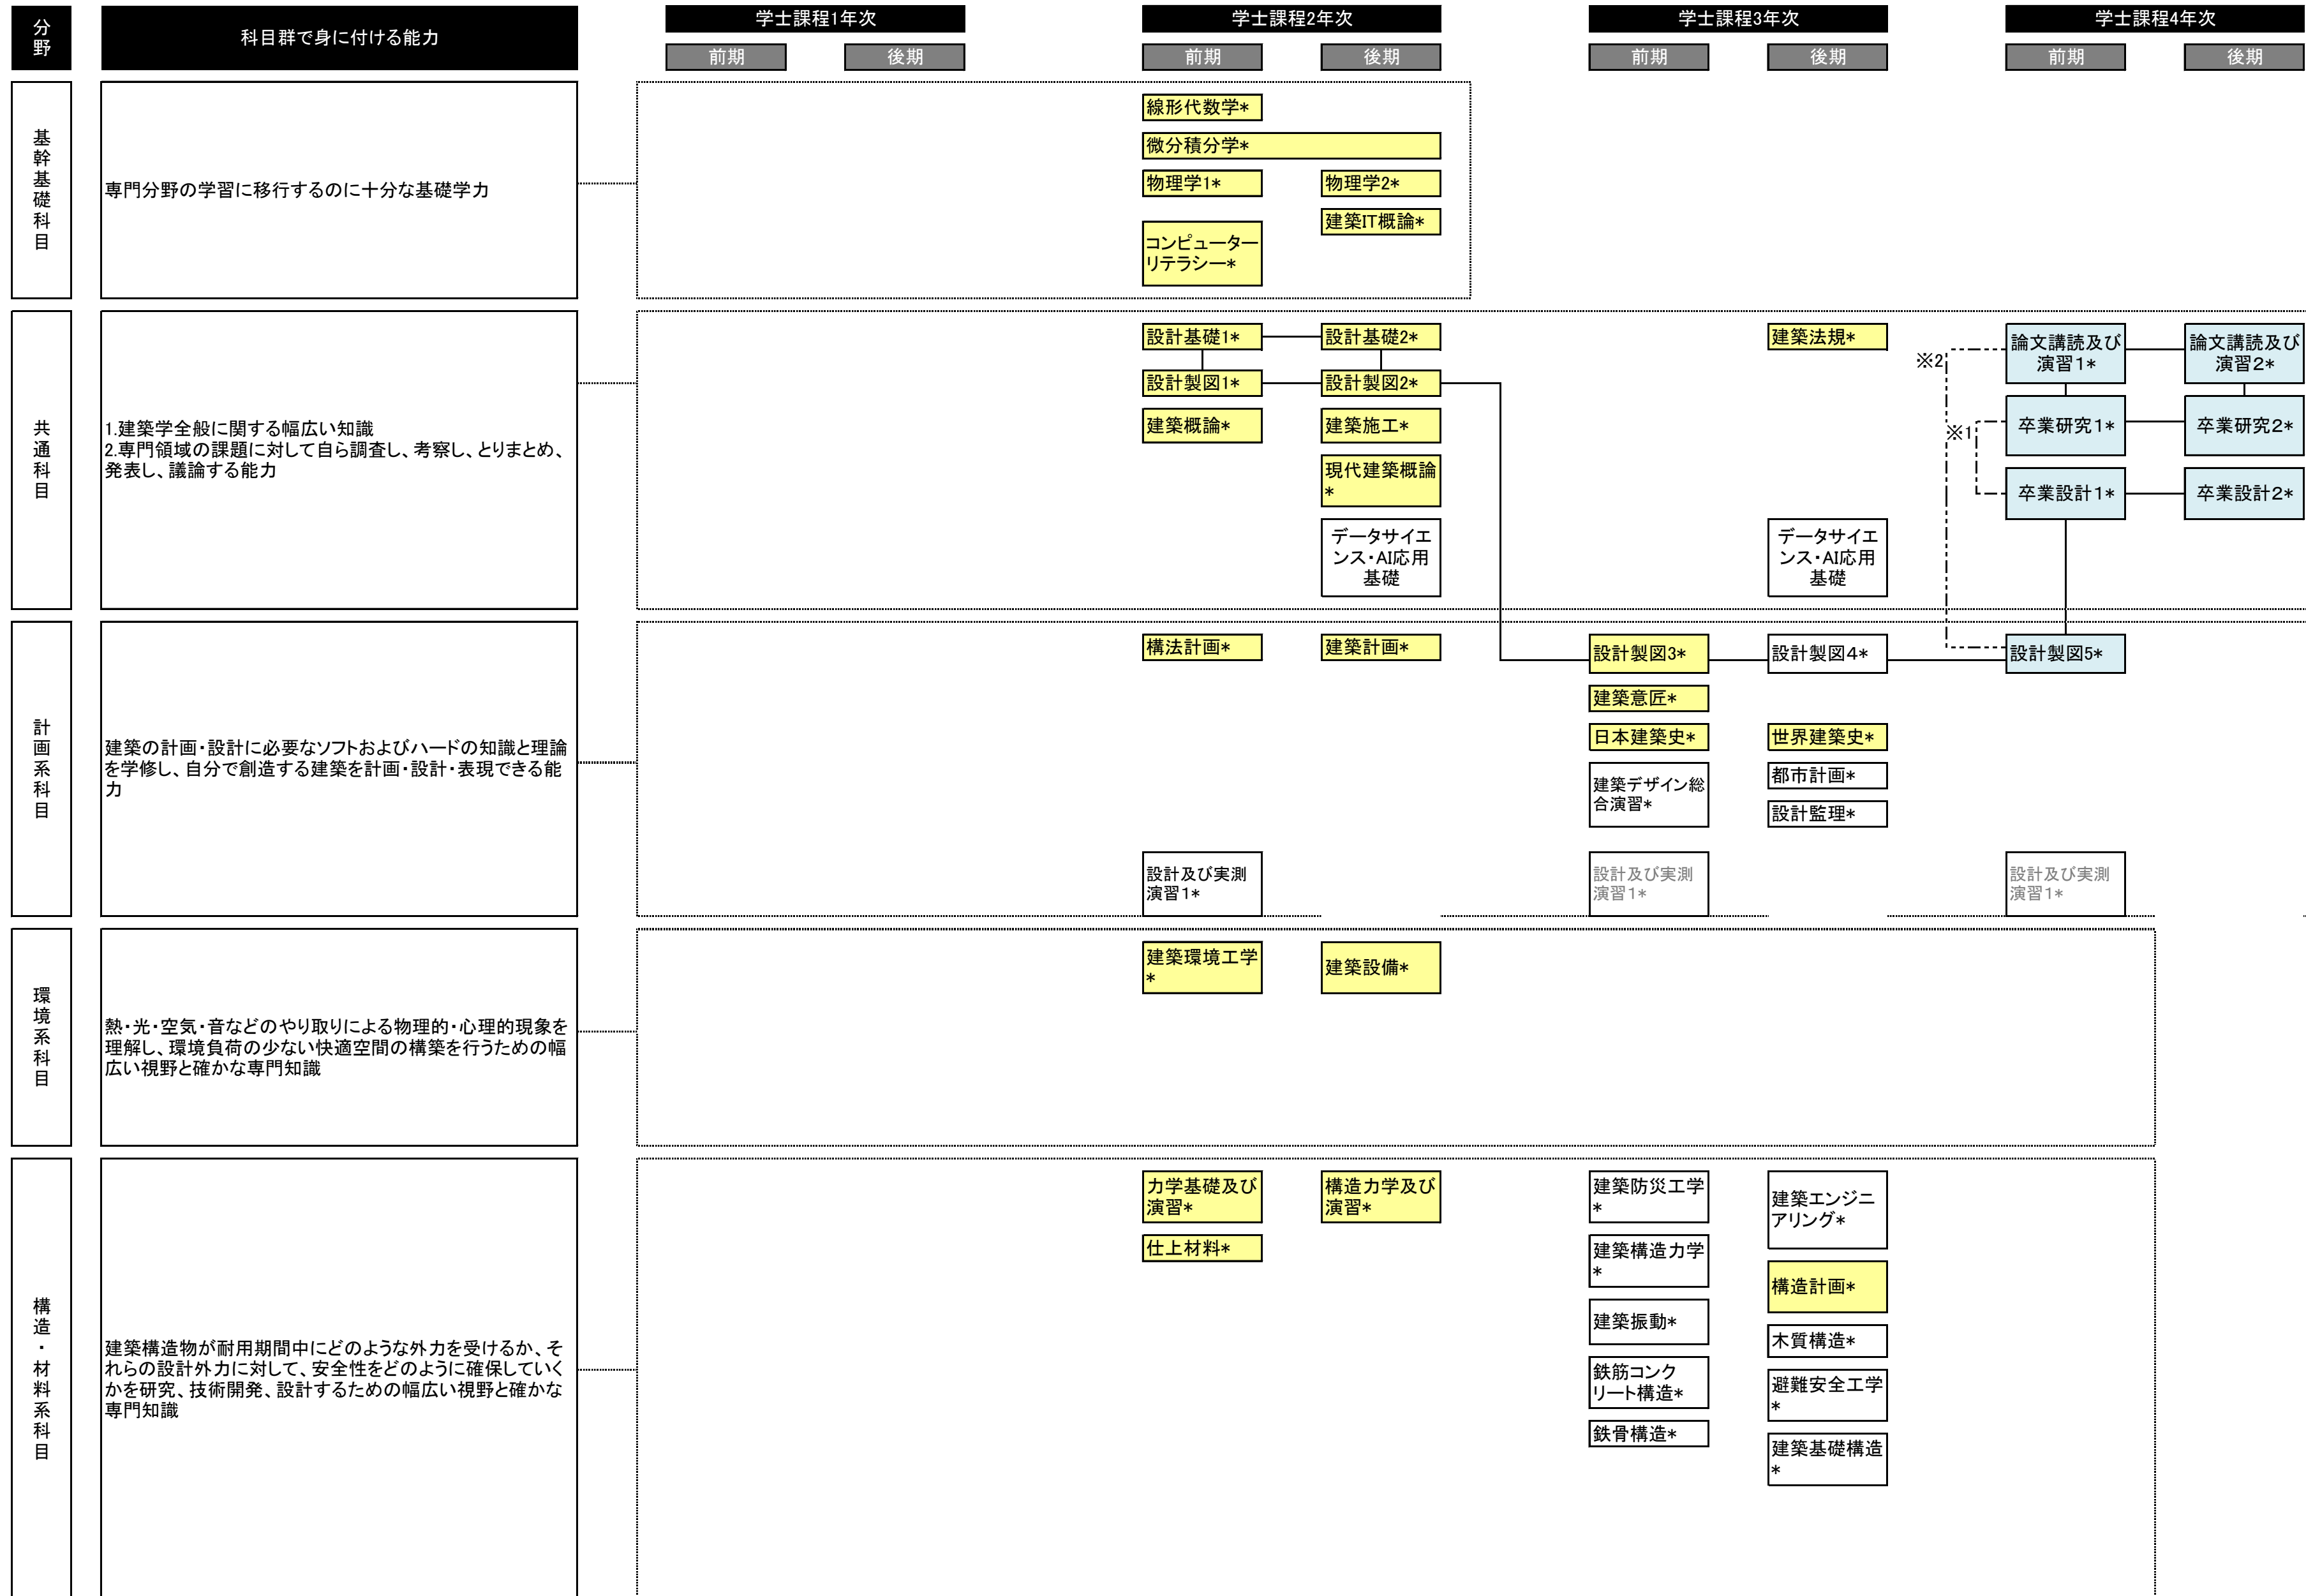 分
野
科目群で身に付ける能力
学士課程1年次
学士課程2年次
学士課程3年次
学士課程4年次
前期
後期
前期
後期
前期
後期
前期
後期
基
幹
基
礎
科
目
専門分野の学習に移行するのに十分な基礎学力
線形代数学*
微分積分学*
物理学1*
物理学2*
建築IT概論*
コンピューター
リテラシー*
共
通
科
目
1.建築学全般に関する幅広い知識
2.専門領域の課題に対して自ら調査し、考察し、とりまとめ、
発表し、議論する能力
設計基礎1*
設計基礎2*
建築法規*
論文講読及び
演習1*
論文講読及び
演習2*
※2
設計製図1*
設計製図2*
建築概論*
建築施工*
※1
卒業研究1*
卒業研究2*
現代建築概論
*
卒業設計1*
卒業設計2*
データサイエ
ンス・AI応用
基礎
データサイエ
ンス・AI応用
基礎
計
画
系
科
目
建築の計画・設計に必要なソフトおよびハードの知識と理論
を学修し、自分で創造する建築を計画・設計・表現できる能
力
構法計画*
建築計画*
設計製図3*
設計製図4*
設計製図5*
建築意匠*
日本建築史*
世界建築史*
建築デザイン総
合演習*
都市計画*
設計監理*
設計及び実測
演習1*
設計及び実測
演習1*
設計及び実測
演習1*
環
境
系
科
目
熱・光・空気・音などのやり取りによる物理的・心理的現象を
理解し、環境負荷の少ない快適空間の構築を行うための幅
広い視野と確かな専門知識
建築環境工学
*
建築設備*
構
造
・
材
料
系
科
目
建築構造物が耐用期間中にどのような外力を受けるか、そ
れらの設計外力に対して、安全性をどのように確保していく
かを研究、技術開発、設計するための幅広い視野と確かな
専門知識
力学基礎及び
演習*
構造力学及び
演習*
建築防災工学
*
建築エンジニ
アリング*
仕上材料*
建築構造力学
*
構造計画*
建築振動*
木質構造*
鉄筋コンク
リート構造*
避難安全工学
*
鉄骨構造*
建築基礎構造
*